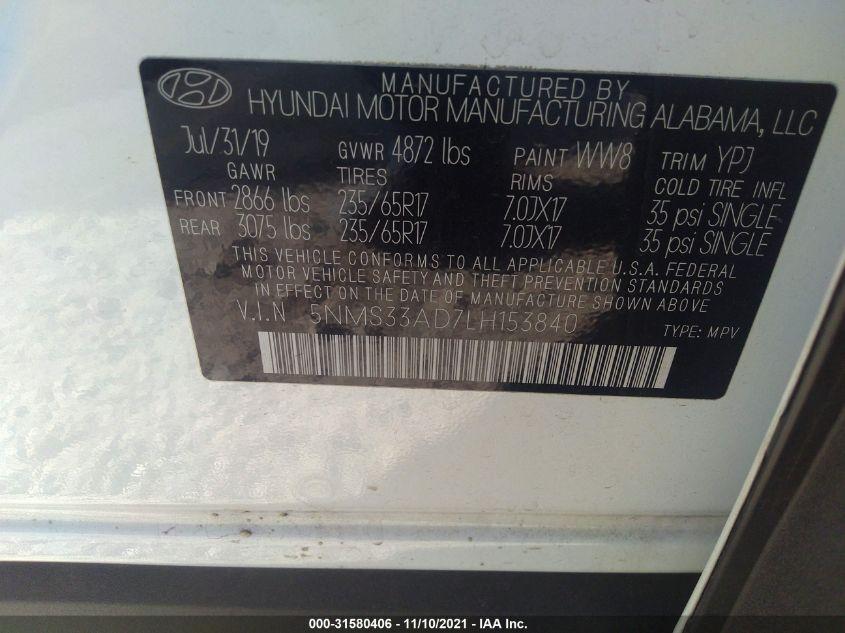 MANUFACTURED BY
HYUNDAI MOTOR MANUFACTURING ALABAMA, LLC
Jul/31/19 GVWR 4872 lbs PAINT WW8 TRIM YPJ
GAWR TIRES RIMS COLD TIRE INFL
FRONT 2866 lbs 235/65R17 7.0JX17 35 psi SINGLE
REAR 3075 lbs 235/65R17 7.0JX17 35 psi SINGLE
THIS VEHICLE CONFORMS TO ALL APPLICABLE U.S.A. FEDERAL
MOTOR VEHICLE SAFETY AND THEFT PREVENTION STANDARDS
IN EFFECT ON THE DATE OF MANUFACTURE SHOWN ABOVE
V.I.N 5NMS33AD7LH153840 TYPE: MPV
000-31580406 - 11/10/2021 - IAA Inc.